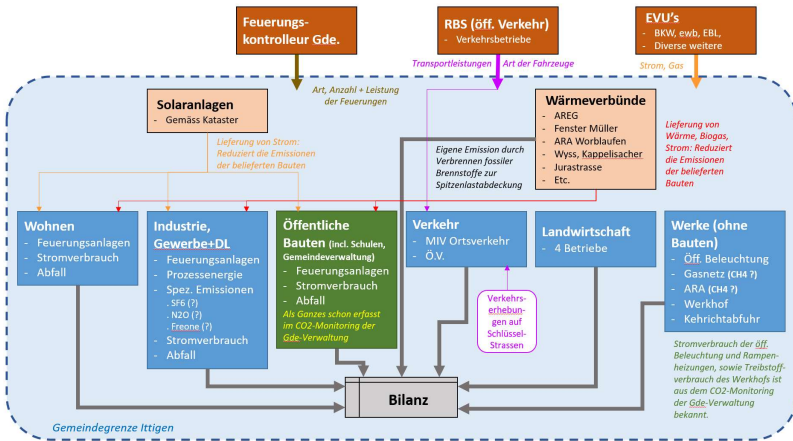 Feuerungs-
kontrolleur Gde.
RBS (öff. Verkehr)
- Verkehrsbetriebe
EVU's
- BKW, ewb, EBL,
- Diverse weitere
Art, Anzahl + Leistung
der Feuerungen
Transportleistungen
Art der Fahrzeuge
Strom, Gas
Solaranlagen
- Gemäss Kataster
Lieferung von Strom:
Reduziert die Emissionen
der belieferten Bauten
Eigene Emission durch
Verbrennen fossiler
Brennstoffe zur
Spitzenlastabdeckung
Wärmeverbünde
- AREG
- Fenster Müller
- ARA Worblaufen
- Wyss, Kappelisacher
- Jurastrasse
- Etc.
Lieferung von
Wärme, Biogas,
Strom: Reduziert
die Emissionen
der belieferten
Bauten
Wohnen
- Feuerungsanlagen
- Stromverbrauch
- Abfall
Industrie,
Gewerbe+DL
- Feuerungsanlagen
- Prozessenergie
- Spez. Emissionen
. SF6 (?)
. N2O (?)
. Freone (?)
- Stromverbrauch
- Abfall
Öffentliche
Bauten (incl. Schulen,
Gemeindeverwaltung)
- Feuerungsanlagen
- Stromverbrauch
- Abfall
Als Ganzes schon erfasst
im CO2-Monitoring der
Gde-Verwaltung
Verkehr
- MIV Ortsverkehr
- Ö.V.
Verkehrs-
erhebun-
gen auf
Schlüssel-
Strassen
Landwirtschaft
- 4 Betriebe
Werke (ohne
Bauten)
- Öff. Beleuchtung
- Gasnetz (CH4 ?)
- ARA (CH4 ?)
- Werkhof
- Kehrichtabfuhr
Stromverbrauch der öff.
Beleuchtung und Rampen-
heizungen, sowie Treibstoff-
verbrauch des Werkhofs ist
aus dem CO2-Monitoring
der Gde-Verwaltung
bekannt.
Bilanz
Gemeindegrenze Ittigen